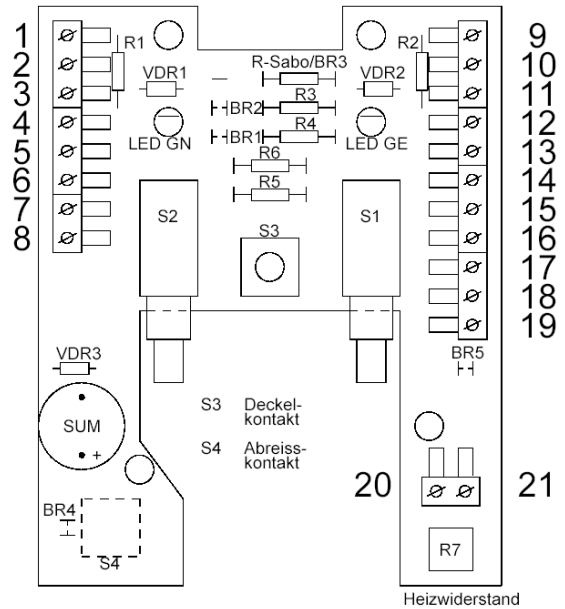 1
R1
R-Sabo/BR3
R2
9
2
VDR1
VDR2
10
3
R3
11
BR2
4
R4
12
BR1
LED GN
LED GE
5
R6
13
6
R5
14
7
S2
S1
15
8
S3
16
17
18
19
VDR3
BR5
SUM
+
+
S3 Deckel-
kontakt
S4 Abreiss-
kontakt
20
21
BR4
S4
R7
Heizwiderstand